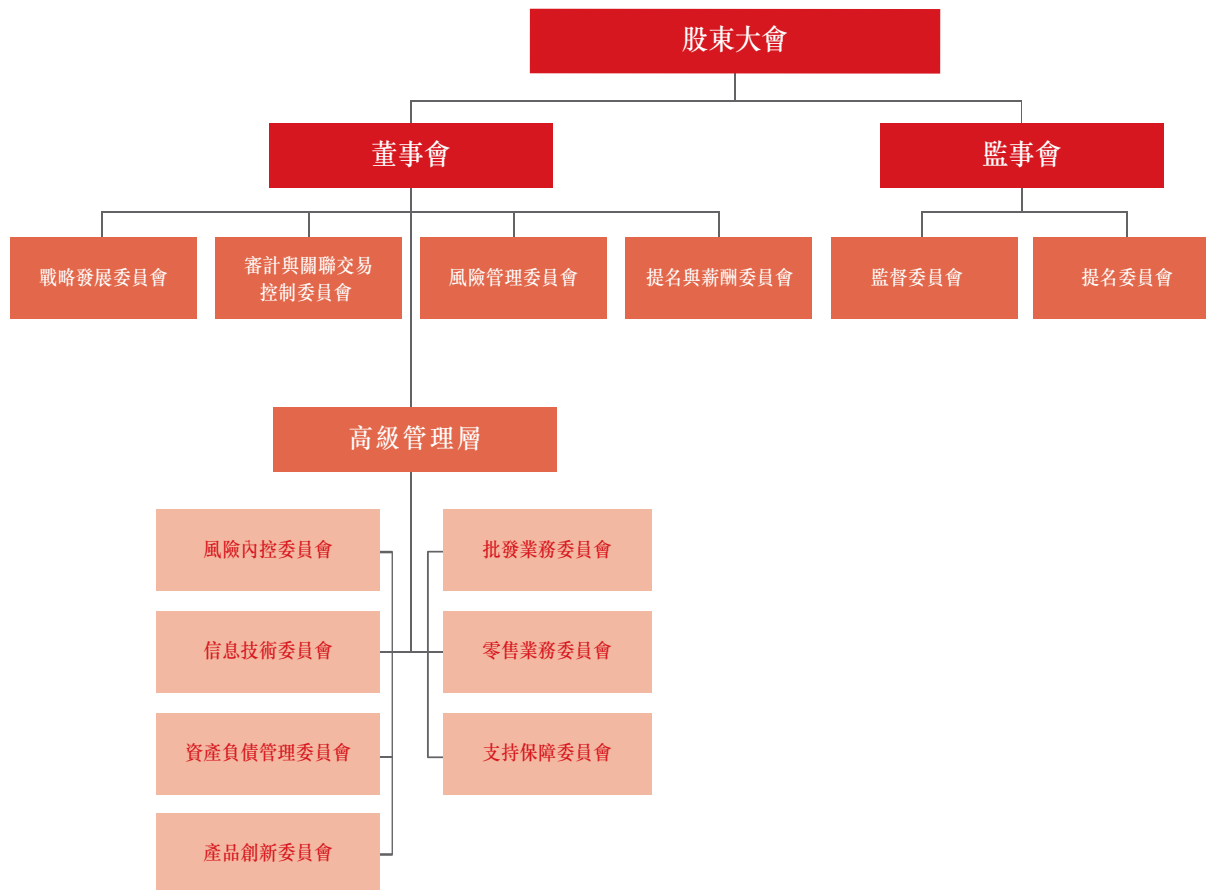 股東大會
董事會
監事會
戰略發展委員會
審計與關聯交易
控制委員會
風險管理委員會
提名與薪酬委員會
監督委員會
提名委員會
高級管理層
風險內控委員會
批發業務委員會
信息技術委員會
零售業務委員會
資產負債管理委員會
支持保障委員會
產品創新委員會